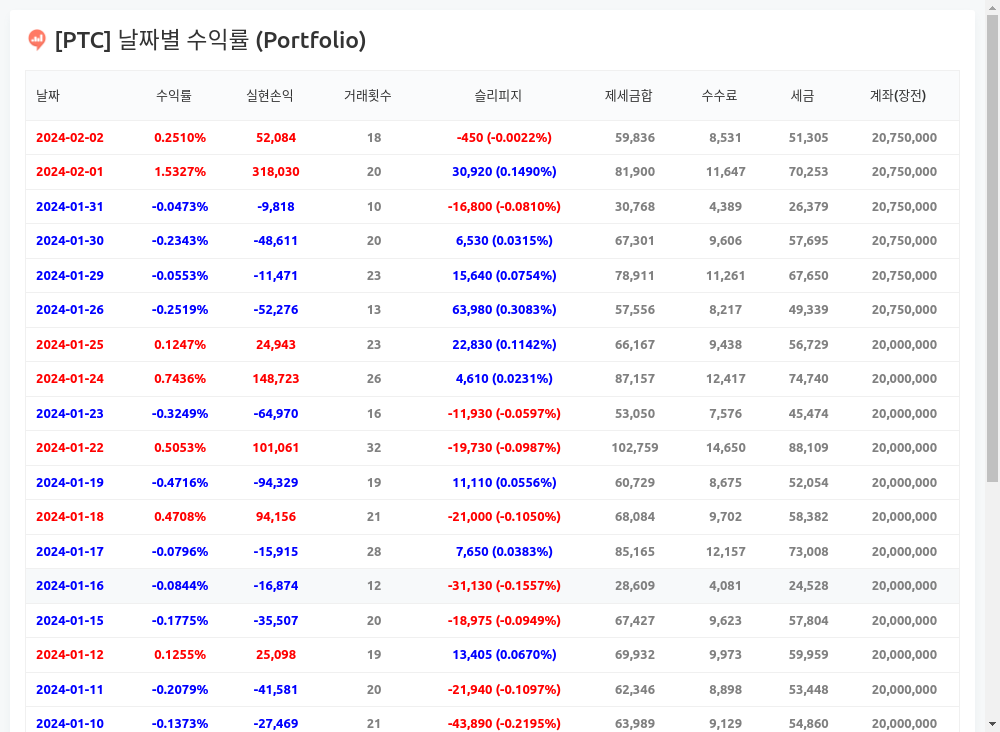 [PTC] 날짜별 수익률 (Portfolio)
날짜 수익률 실현손익 거래횟수 슬리피지 제세금합 수수료 세금 계좌(장전)
2024-02-02 0.2510% 52,084 18 -450 (-0.0022%) 59,836 8,531 51,305 20,750,000
2024-02-01 1.5327% 318,030 20 30,920 (0.1490%) 81,900 11,647 70,253 20,750,000
2024-01-31 -0.0473% -9,818 10 -16,800 (-0.0810%) 30,768 4,389 26,379 20,750,000
2024-01-30 -0.2343% -48,611 20 6,530 (0.0315%) 67,301 9,606 57,695 20,750,000
2024-01-29 -0.0553% -11,471 23 15,640 (0.0754%) 78,911 11,261 67,650 20,750,000
2024-01-26 -0.2519% -52,276 13 63,980 (0.3083%) 57,556 8,217 49,339 20,750,000
2024-01-25 0.1247% 24,943 23 22,830 (0.1142%) 66,167 9,438 56,729 20,000,000
2024-01-24 0.7436% 148,723 26 4,610 (0.0231%) 87,157 12,417 74,740 20,000,000
2024-01-23 -0.3249% -64,970 16 -11,930 (-0.0597%) 53,050 7,576 45,474 20,000,000
2024-01-22 0.5053% 101,061 32 -19,730 (-0.0987%) 102,759 14,650 88,109 20,000,000
2024-01-19 -0.4716% -94,329 19 11,110 (0.0556%) 60,729 8,675 52,054 20,000,000
2024-01-18 0.4708% 94,156 21 -21,000 (-0.1050%) 68,084 9,702 58,382 20,000,000
2024-01-17 -0.0796% -15,915 28 7,650 (0.0383%) 85,165 12,157 73,008 20,000,000
2024-01-16 -0.0844% -16,874 12 -31,130 (-0.1557%) 28,609 4,081 24,528 20,000,000
2024-01-15 -0.1775% -35,507 20 -18,975 (-0.0949%) 67,427 9,623 57,804 20,000,000
2024-01-12 0.1255% 25,098 19 13,405 (0.0670%) 69,932 9,973 59,959 20,000,000
2024-01-11 -0.2079% -41,581 20 -21,940 (-0.1097%) 62,346 8,898 53,448 20,000,000
2024-01-10 -0.1373% -27,469 21 -43,890 (-0.2195%) 63,989 9,129 54,860 20,000,000